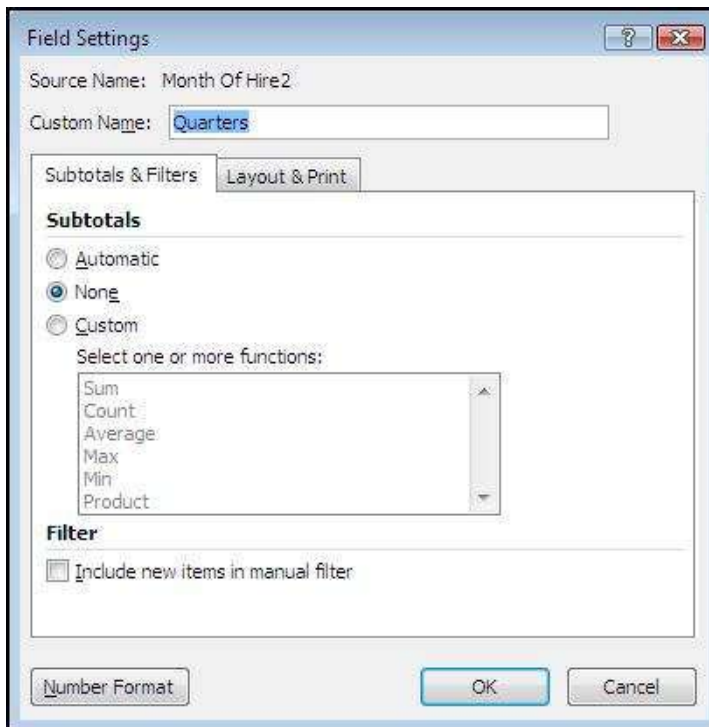 Field Settings
?
Source Name: Month Of Hire2
Custom Name: Quarters
Subtotals & Filters Layout & Print
Subtotals
Automatic
None
Custom
Select one or more functions:
Sum
Count
Average
Max
Min
Product
Filter
Include new items in manual filter
Number Format OK Cancel